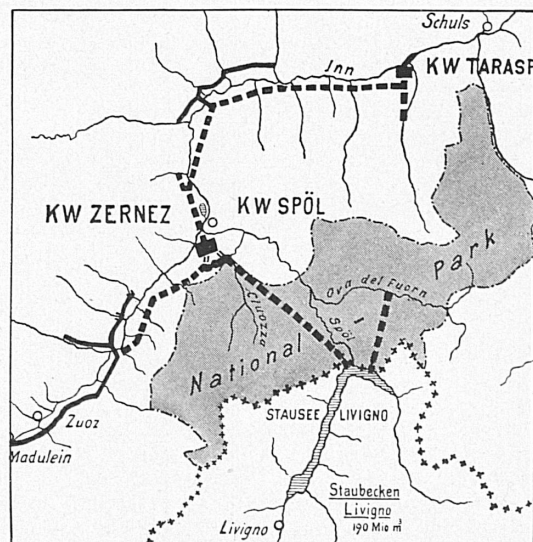 Schuls
Inn
KW TARASP
KW ZERNEZ
KW SPÖL
Park
Ova del Fuorn
Cluozza
Spöl
National
STAUSEE LIVIGNO
Zuoz
Madulein
Staubecken
Livigno
190 Mio m³
Livigno